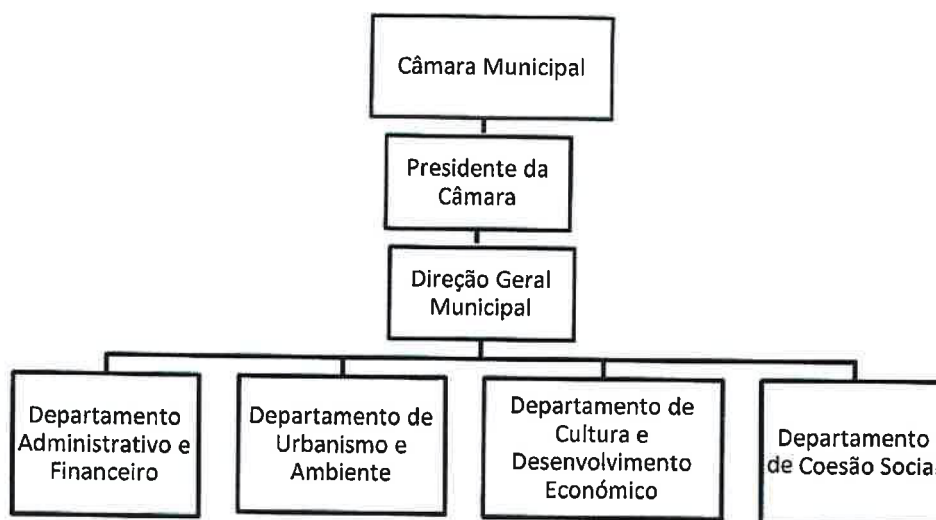 Câmara Municipal
Presidente da
Câmara
Direção Geral
Municipal
Departamento
Administrativo e
Financeiro
Departamento de
Urbanismo e
Ambiente
Departamento de
Cultura e
Desenvolvimento
Económico
Departamento
de Coesão Social